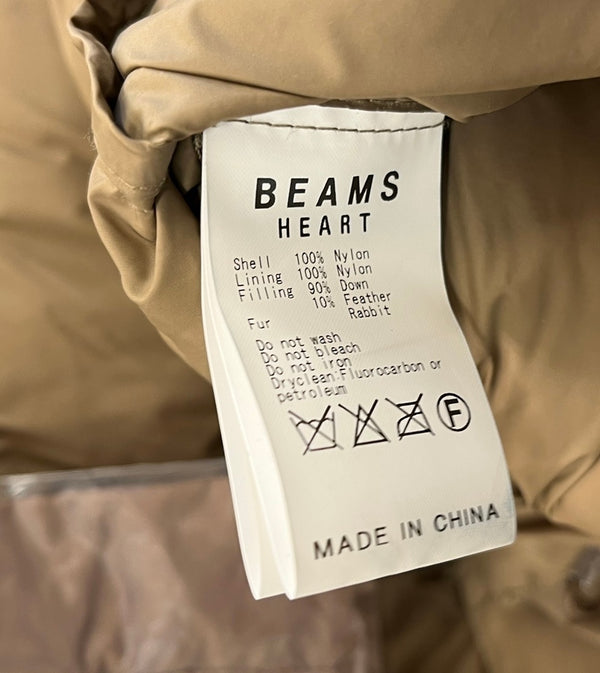 BEAMS
HEART
Shell 100% Nylon
Lining 100% Nylon
Filling 90% Down
10% Feather
Fur Rabbit
Do not wash
Do not bleach
Do not iron
Dryclean:Fluorocarbon or
petroleum
F
MADE IN CHINA